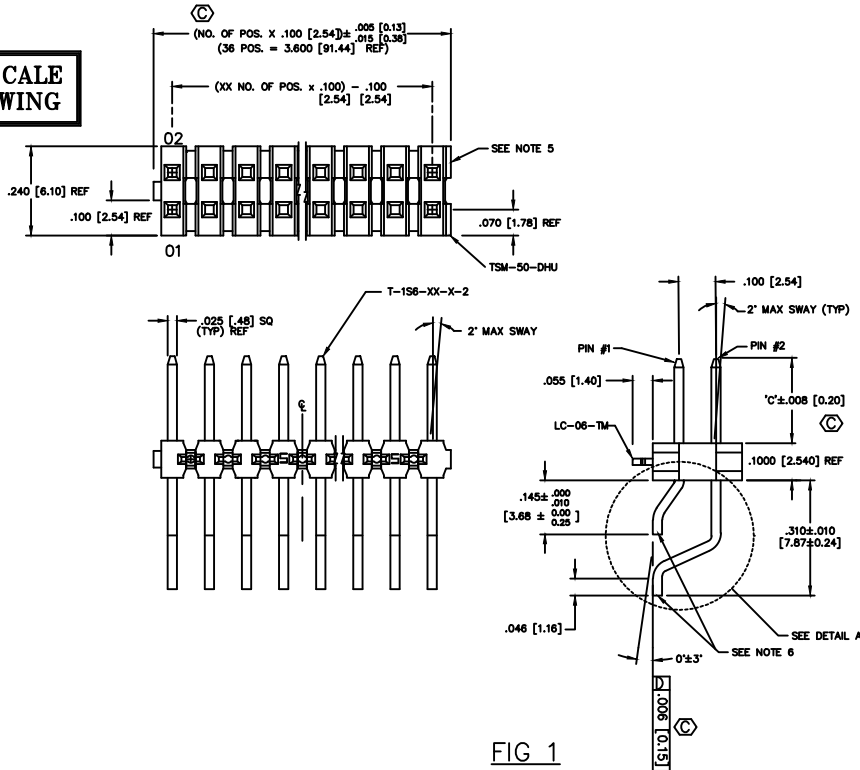 C
(NO. OF POS. X .100 [2.54])± .005 [0.13]
.015 [0.38]
(36 POS. = 3.600 [91.44] REF)
CALE
WING
(XX NO. OF POS. x .100) - .100
[2.54] [2.54]
02
SEE NOTE 5
.240 [6.10] REF
.100 [2.54] REF
.070 [1.78] REF
01
TSM-50-DHU
T-1S6-XX-X-2
.100 [2.54]
.025 [.48] SQ
(TYP) REF
2° MAX SWAY
2° MAX SWAY (TYP)
PIN #1
PIN #2
.055 [1.40]
'C'±.008 [0.20]
C
LC-06-TM
.1000 [2.540] REF
.145± .000
.010
[3.68 ± 0.00
0.25 ]
.310±.010
[7.87±0.24]
.046 [1.16]
SEE DETAIL A
SEE NOTE 6
0°±3°
.006 [0.15]
C
FIG 1